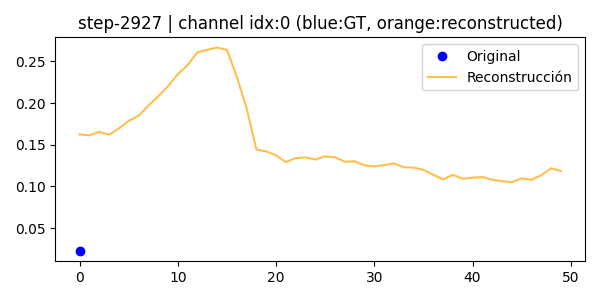 step-2927 | channel idx:0 (blue:GT, orange:reconstructed)
Original
Reconstrucción
0.25
0.20
0.15
0.10
0.05
0 10 20 30 40 50